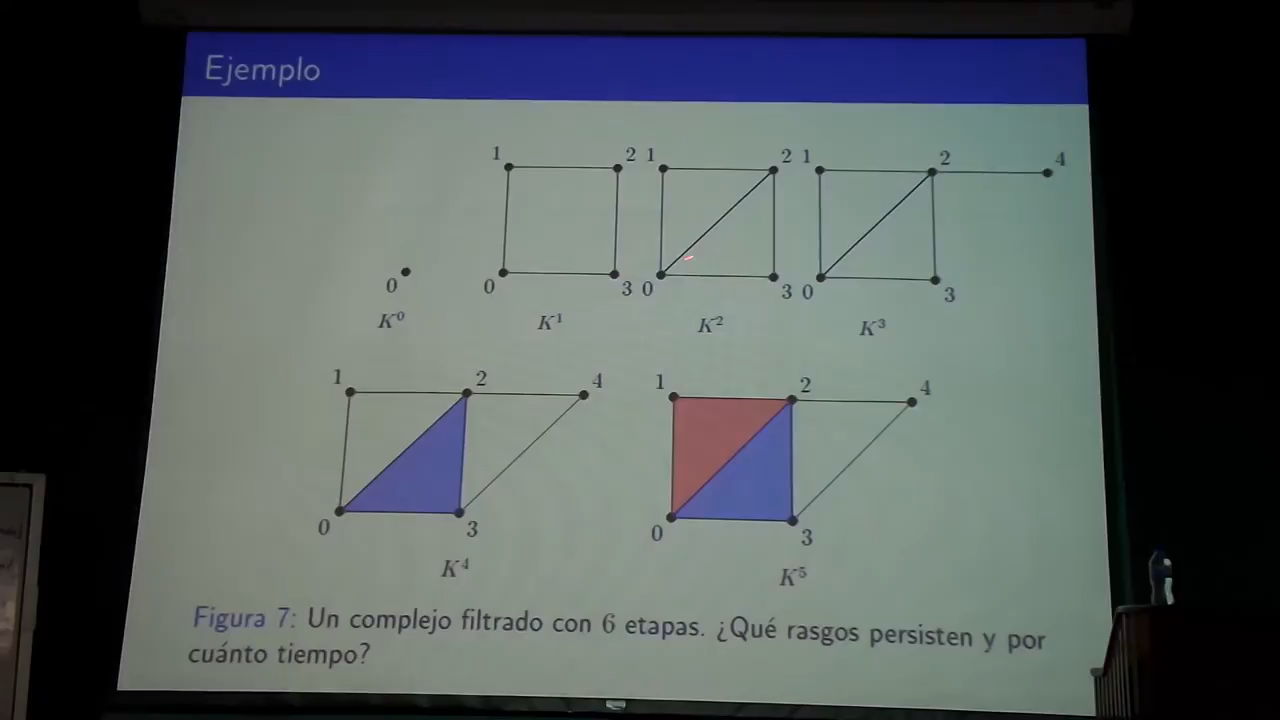 Ejemplo
1 2 1 2 1 2 4
0 0 3 0 3 0 3
K⁰ K¹ K² K³
1 2 4 1 2 4
0 3 0 3
K⁴ K⁵
Figura 7: Un complejo filtrado con 6 etapas. ¿Qué rasgos persisten y por
cuánto tiempo?